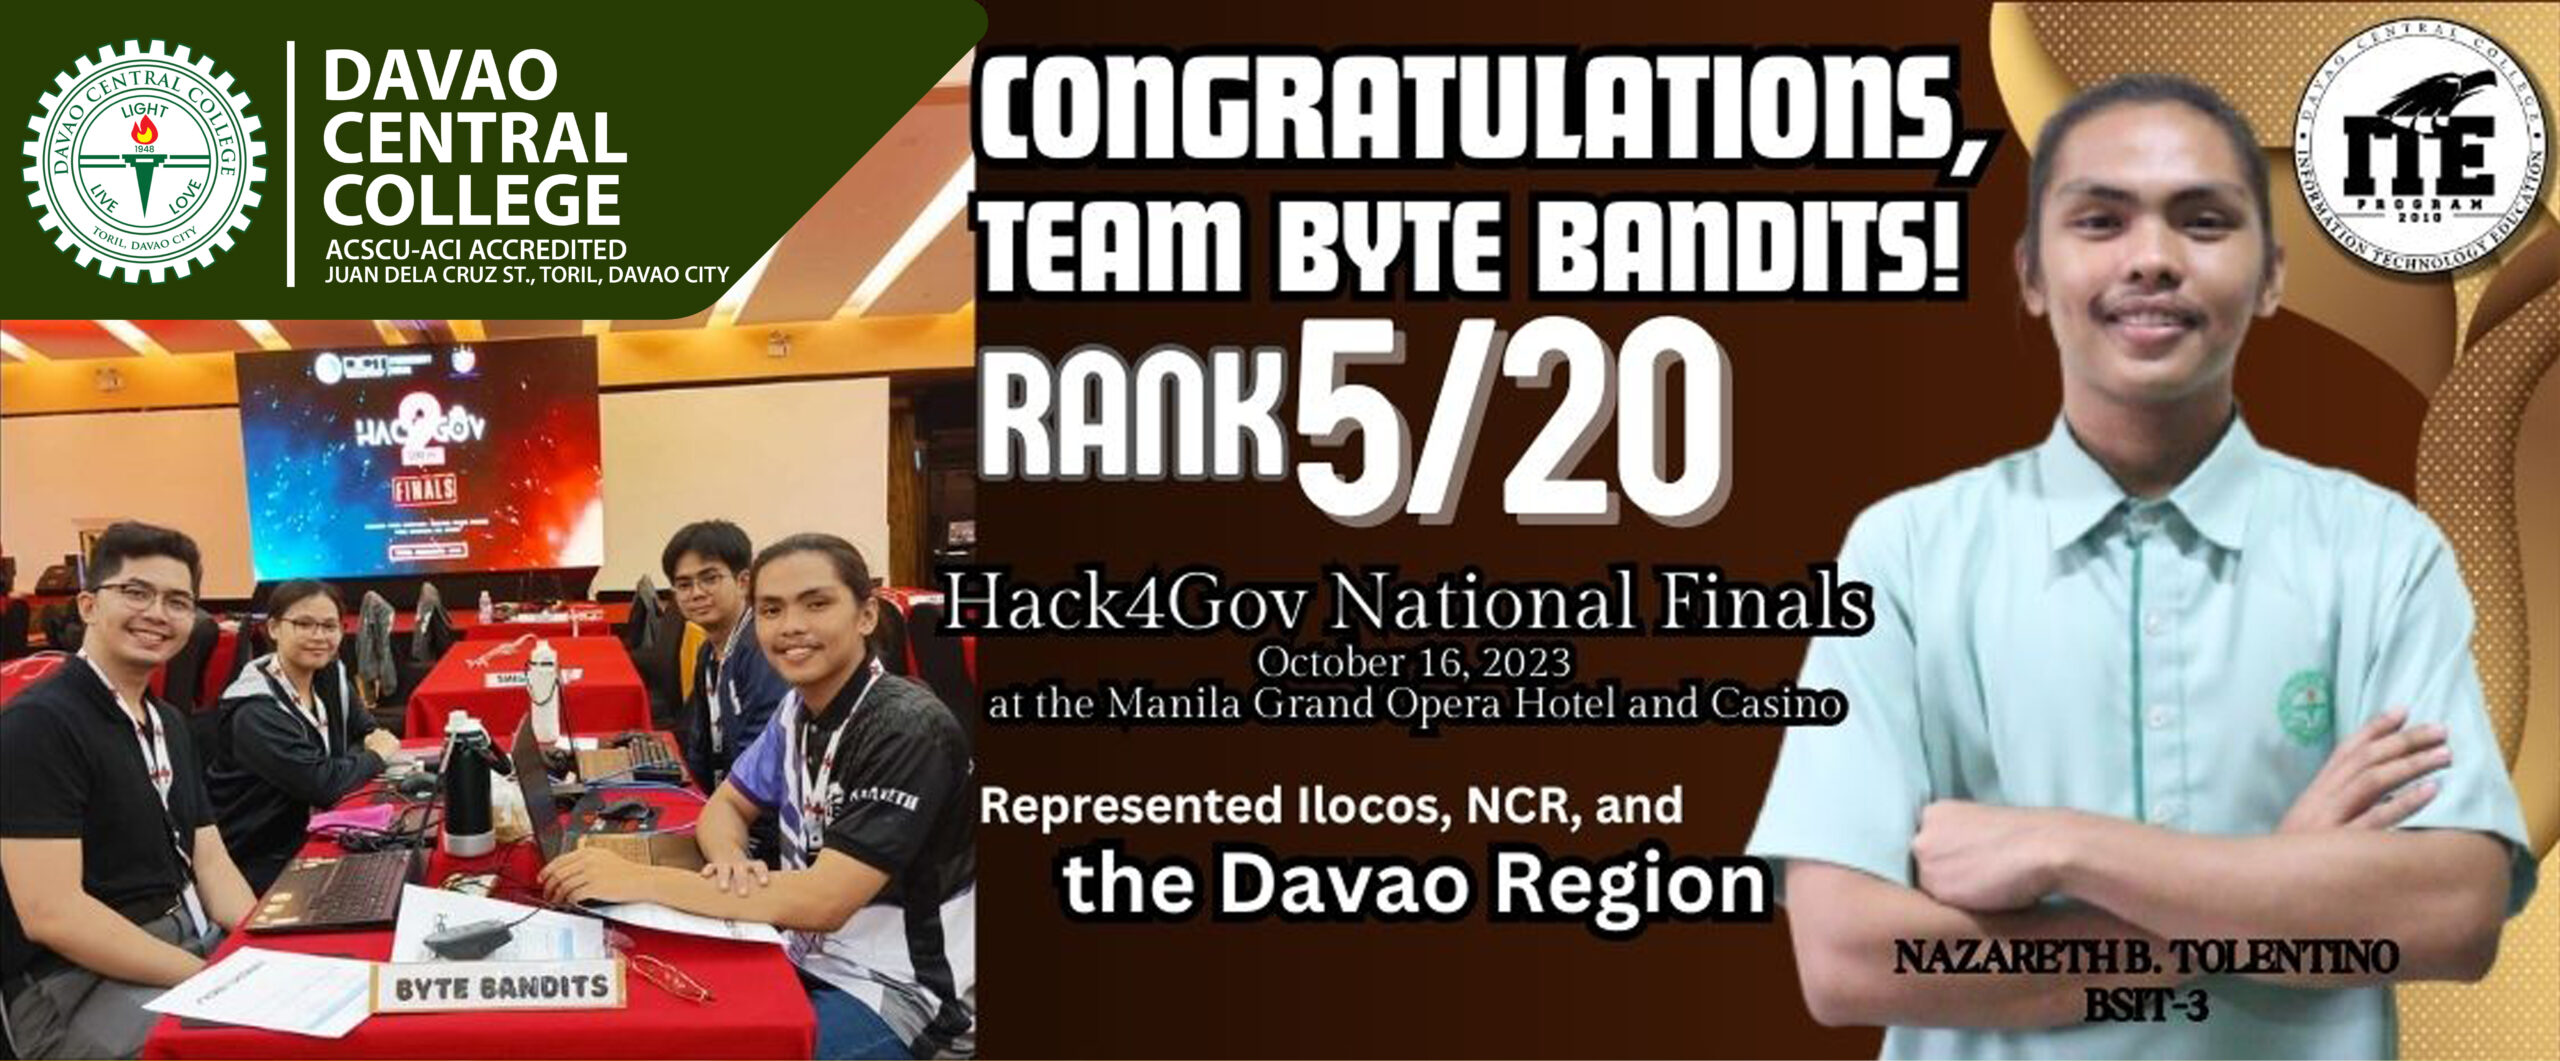 DAVAO CENTRAL COLLEGE
LIGHT
1948
LIVE
LOVE
TORIL, DAVAO CITY
DAVAO
CENTRAL
COLLEGE
ACSCU-ACI ACCREDITED
JUAN DELA CRUZ ST., TORIL, DAVAO CITY
HACK4GOV
2
FINALS
BYTE BANDITS
CONGRATULATIONS,
TEAM BYTE BANDITS!
RANK 5/20
Hack4Gov National Finals
October 16, 2023
at the Manila Grand Opera Hotel and Casino
Represented Ilocos, NCR, and
the Davao Region
DAVAO CENTRAL COLLEGE
ITE
PROGRAM
2010
INFORMATION TECHNOLOGY EDUCATION
NAZARETH B. TOLENTINO
BSIT-3